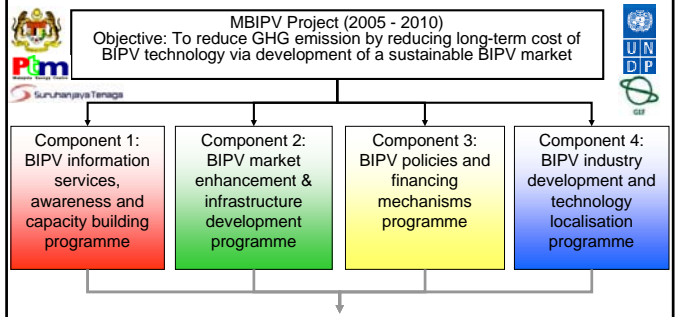 MBIPV Project (2005 - 2010)
Objective: To reduce GHG emission by reducing long-term cost of
BIPV technology via development of a sustainable BIPV market
Ptm
Suruhanjaya Tenaga
U N
D P
GEF
Component 1:
BIPV information
services,
awareness and
capacity building
programme
Component 2:
BIPV market
enhancement &
infrastructure
development
programme
Component 3:
BIPV policies and
financing
mechanisms
programme
Component 4:
BIPV industry
development and
technology
localisation
programme